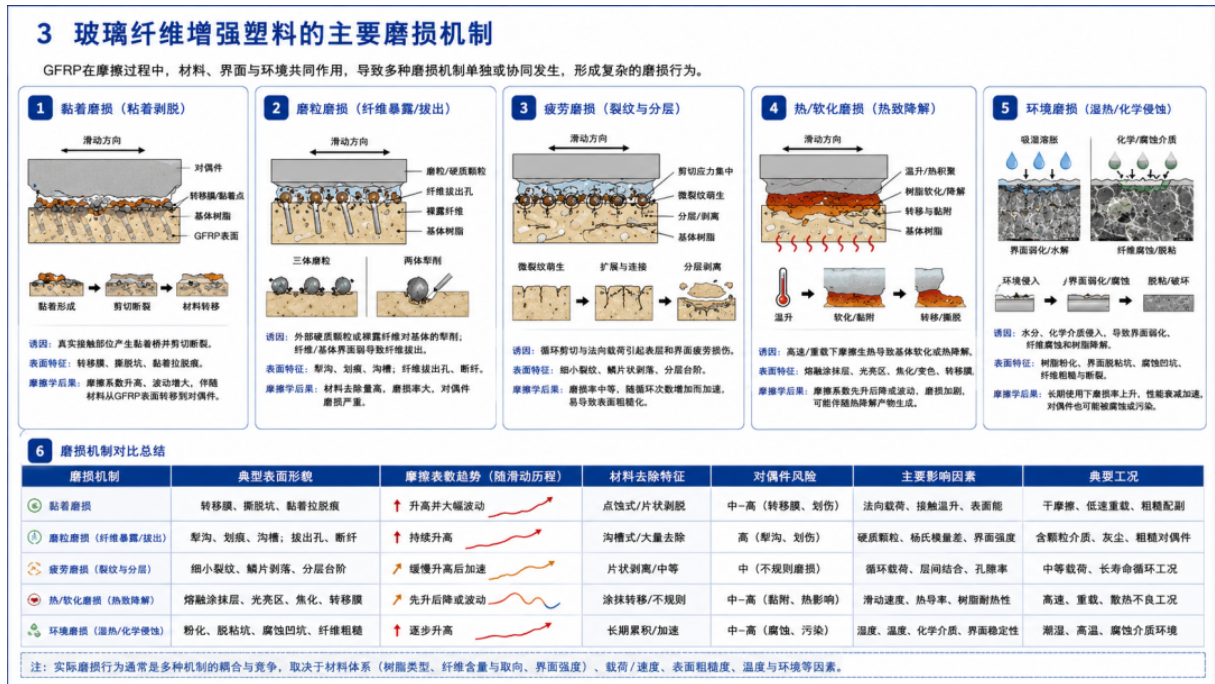 3 玻璃纤维增强塑料的主要磨损机制
GFRP在摩擦过程中，材料、界面与环境共同作用，导致多种磨损机制单独或协同发生，形成复杂的磨损行为。
1 黏着磨损（粘着剥脱）
滑动方向
对偶件
转移膜/黏着点
基体树脂
GFRP表面
黏着形成
剪切断裂
材料转移
诱因：真实接触部位产生黏着桥并剪切断裂。
表面特征：转移膜、撕脱坑、黏着拉脱痕。
摩擦学后果：摩擦系数升高、波动增大，伴随
材料从GFRP表面转移到对偶件。
2 磨粒磨损（纤维暴露/拔出）
滑动方向
磨粒/硬质颗粒
纤维拔出孔
裸露纤维
基体树脂
三体磨粒
两体犁削
诱因：外部硬质颗粒或裸露纤维对基体的犁削；
纤维/基体界面弱导致纤维拔出。
表面特征：犁沟、划痕、沟槽；纤维拔出孔、断纤。
摩擦学后果：材料去除量高，磨损率大，对偶件
磨损严重。
3 疲劳磨损（裂纹与分层）
滑动方向
剪切应力集中
微裂纹萌生
分层/剥离
基体树脂
微裂纹萌生
扩展与连接
分层剥离
诱因：循环剪切与法向载荷引起表层和界面疲劳损伤。
表面特征：细小裂纹、鳞片状剥落、分层台阶。
摩擦学后果：磨损率中等，随循环次数增加而加速，
易导致表面粗糙化。
4 热/软化磨损（热致降解）
滑动方向
温升/热积聚
树脂软化/降解
转移与黏附
基体树脂
温升
软化/黏附
转移/撕脱
诱因：高速/重载下摩擦生热导致基体软化或热降解。
表面特征：熔融涂抹层、光亮区、焦化/变色、转移膜。
摩擦学后果：摩擦系数先升后降或波动，磨损加剧，
可能伴随热降解产物生成。
5 环境磨损（湿热/化学侵蚀）
吸湿溶胀
化学/腐蚀介质
界面弱化/水解
纤维腐蚀/脱粘
环境侵入
/界面弱化/腐蚀
脱粘/破坏
诱因：水分、化学介质侵入，导致界面弱化、
纤维腐蚀和树脂降解。
表面特征：树脂粉化、界面脱粘坑、腐蚀凹坑、
纤维粗糙与断裂。
摩擦学后果：长期使用下磨损率上升，性能衰减加速，
对偶件也可能被腐蚀或污染。
6 磨损机制对比总结
磨损机制 典型表面形貌 摩擦表数趋势（随滑动历程） 材料去除特征 对偶件风险 主要影响因素 典型工况
黏着磨损 转移膜、撕脱坑、黏着拉脱痕 升高并大幅波动 点蚀式/片状剥脱 中–高（转移膜、划伤） 法向载荷、接触温升、表面能 干摩擦、低速重载、粗糙配副
磨粒磨损（纤维暴露/拔出） 犁沟、划痕、沟槽；拔出孔、断纤 持续升高 沟槽式/大量去除 高（犁沟、划伤） 硬质颗粒、杨氏模量差、界面强度 含颗粒介质、灰尘、粗糙对偶件
疲劳磨损（裂纹与分层） 细小裂纹、鳞片剥落、分层台阶 缓慢升高后加速 片状剥离/中等 中（不规则磨损） 循环载荷、层间结合、孔隙率 中等载荷、长寿命循环工况
热/软化磨损（热致降解） 熔融涂抹层、光亮区、焦化、转移膜 先升后降或波动 涂抹转移/不规则 中–高（黏附、热影响） 滑动速度、热导率、树脂耐热性 高速、重载、散热不良工况
环境磨损（湿热/化学侵蚀） 粉化、脱粘坑、腐蚀凹坑、纤维粗糙 逐步升高 长期累积/加速 中–高（腐蚀、污染） 湿度、温度、化学介质、界面稳定性 潮湿、高温、腐蚀介质环境
注：实际磨损行为通常是多种机制的耦合与竞争，取决于材料体系（树脂类型、纤维含量与取向、界面强度）、载荷/速度、表面粗糙度、温度与环境等因素。